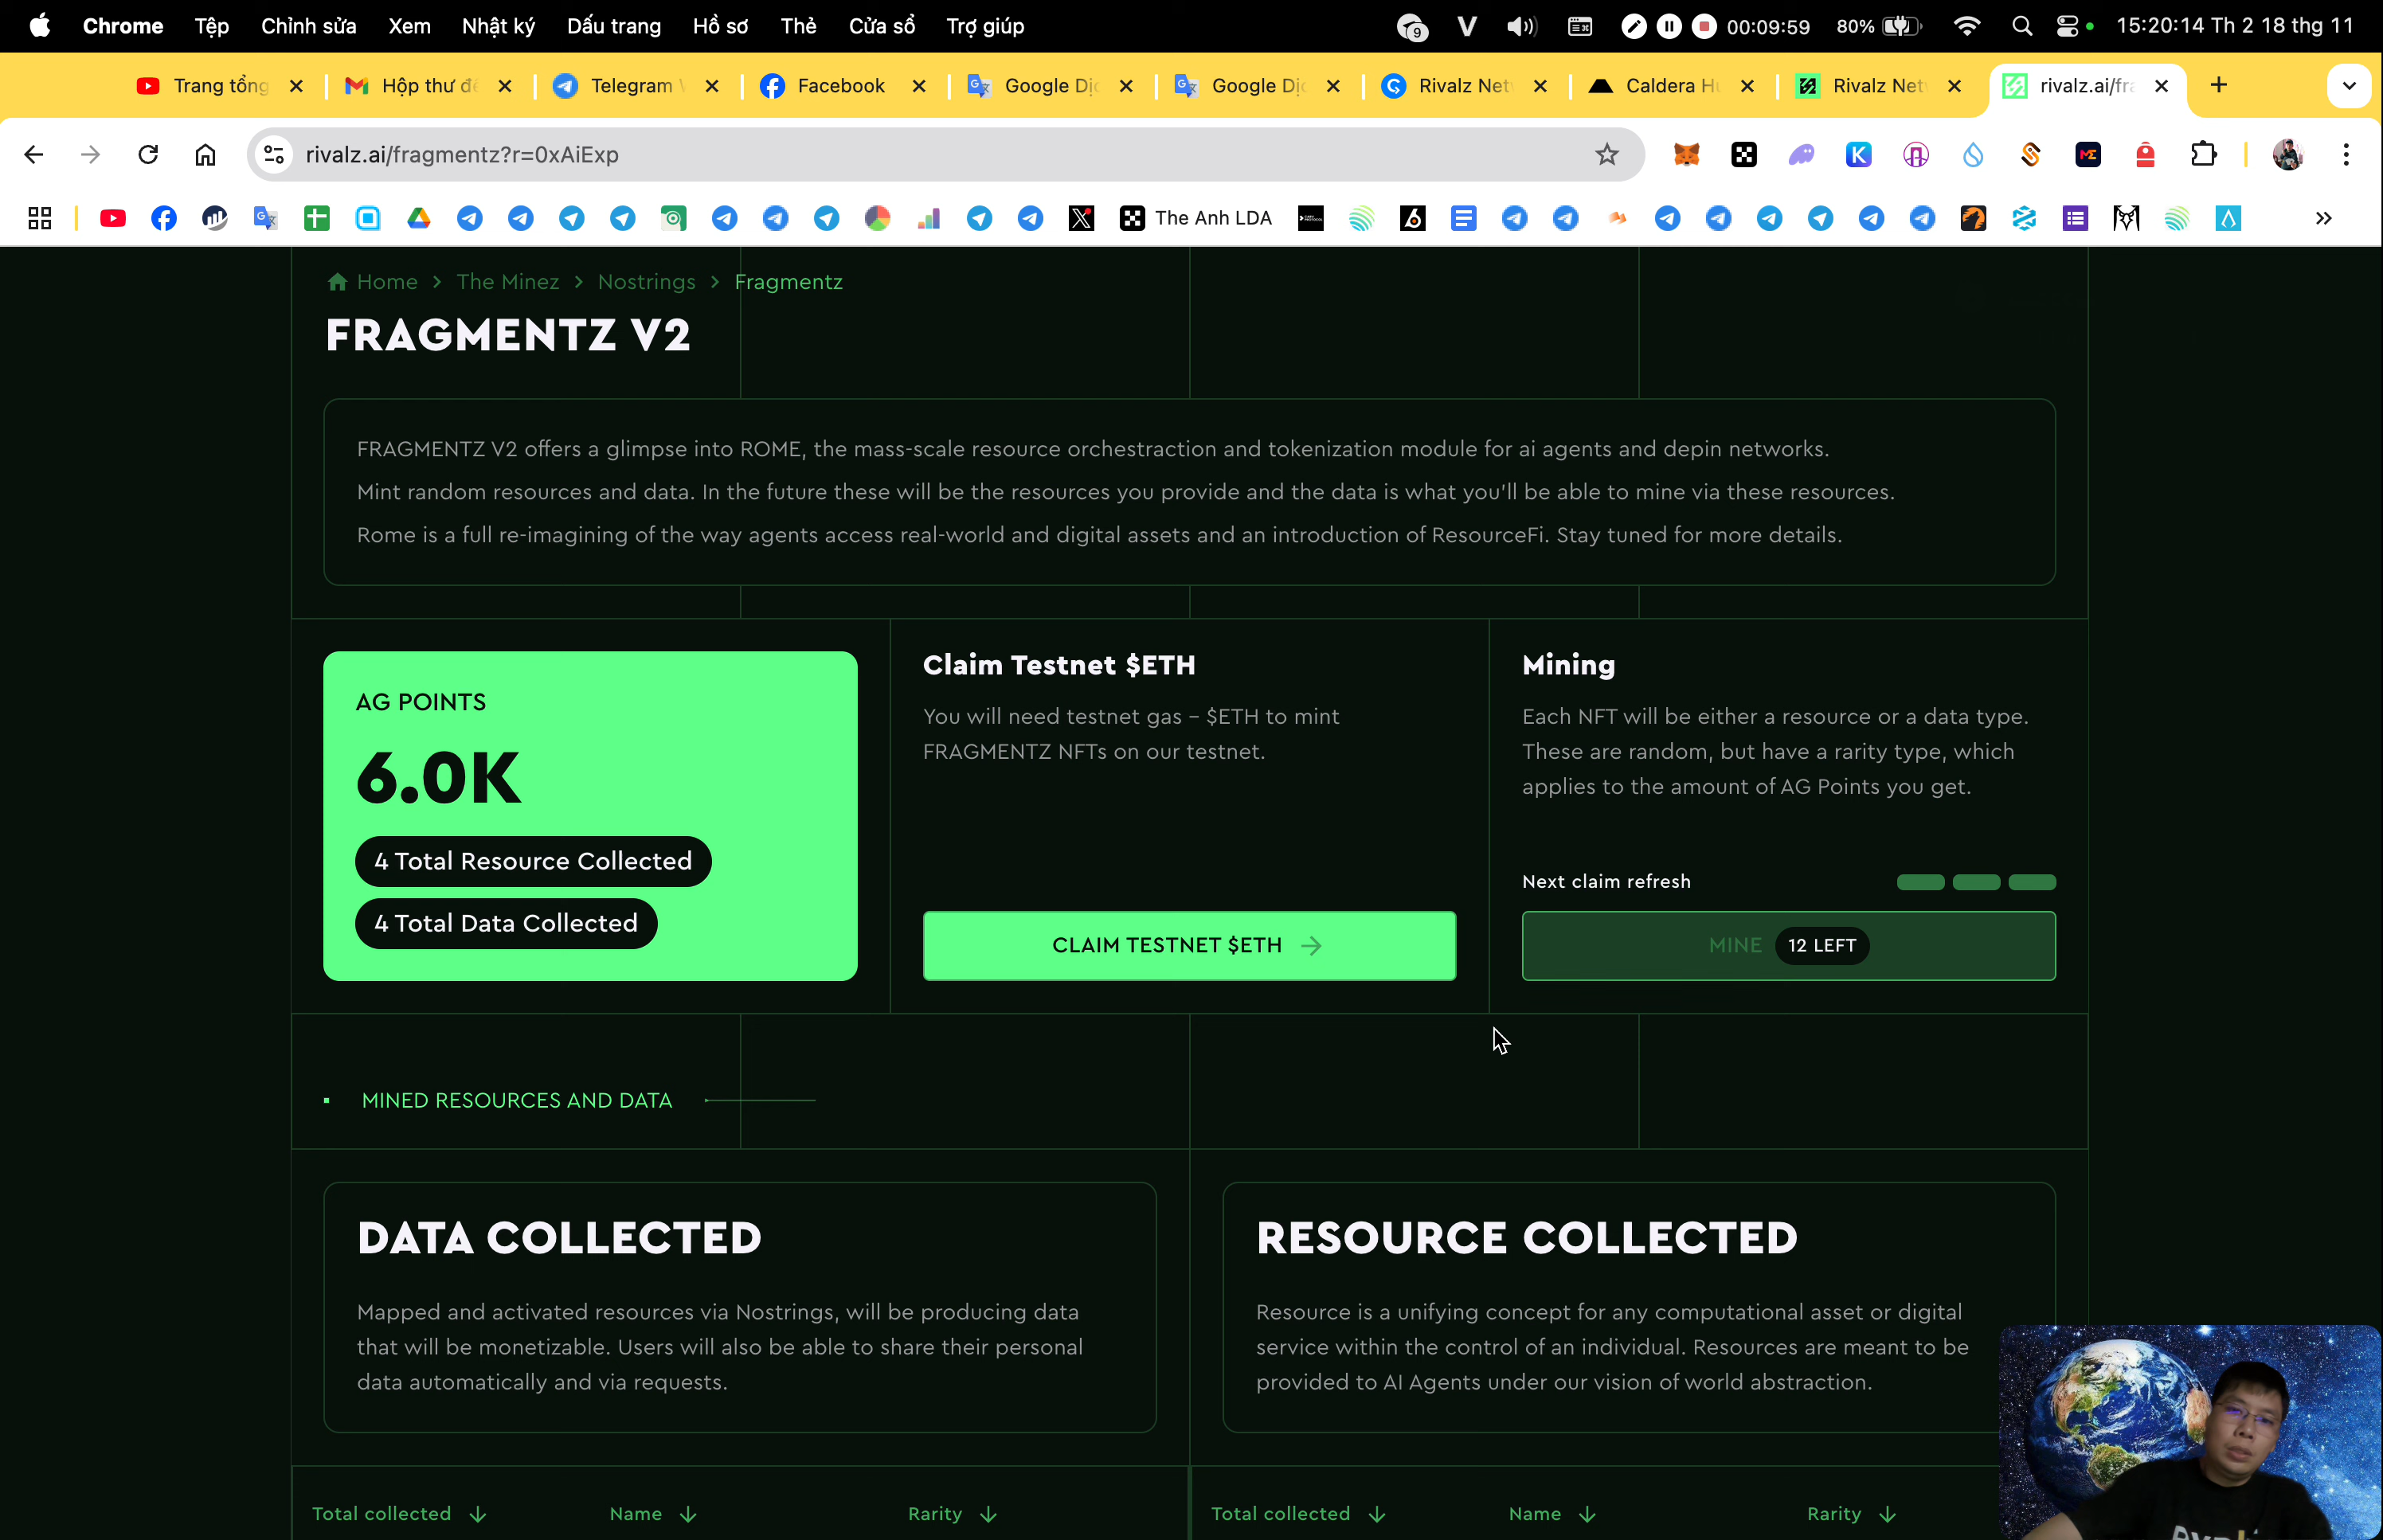 Chrome Tệp Chỉnh sửa Xem Nhật ký Dấu trang Hồ sơ Thẻ Cửa sổ Trợ giúp 9 V 00:09:59 80% 15:20:14 Th 2 18 thg 11
Trang tổng Hộp thư đế Telegram Facebook Google Dịc Google Dịc Rivalz Net Caldera Hu Rivalz Net rivalz.ai/fra
rivalz.ai/fragmentz?r=0xAiExp
The Anh LDA
Home > The Minez > Nostrings > Fragmentz
FRAGMENTZ V2
FRAGMENTZ V2 offers a glimpse into ROME, the mass-scale resource orchestraction and tokenization module for ai agents and depin networks.
Mint random resources and data. In the future these will be the resources you provide and the data is what you'll be able to mine via these resources.
Rome is a full re-imagining of the way agents access real-world and digital assets and an introduction of ResourceFi. Stay tuned for more details.
AG POINTS
6.0K
4 Total Resource Collected
4 Total Data Collected
Claim Testnet $ETH
You will need testnet gas – $ETH to mint
FRAGMENTZ NFTs on our testnet.
CLAIM TESTNET $ETH
Mining
Each NFT will be either a resource or a data type.
These are random, but have a rarity type, which
applies to the amount of AG Points you get.
Next claim refresh
MINE 12 LEFT
MINED RESOURCES AND DATA
DATA COLLECTED
Mapped and activated resources via Nostrings, will be producing data
that will be monetizable. Users will also be able to share their personal
data automatically and via requests.
RESOURCE COLLECTED
Resource is a unifying concept for any computational asset or digital
service within the control of an individual. Resources are meant to be
provided to AI Agents under our vision of world abstraction.
Total collected Name Rarity Total collected Name Rarity